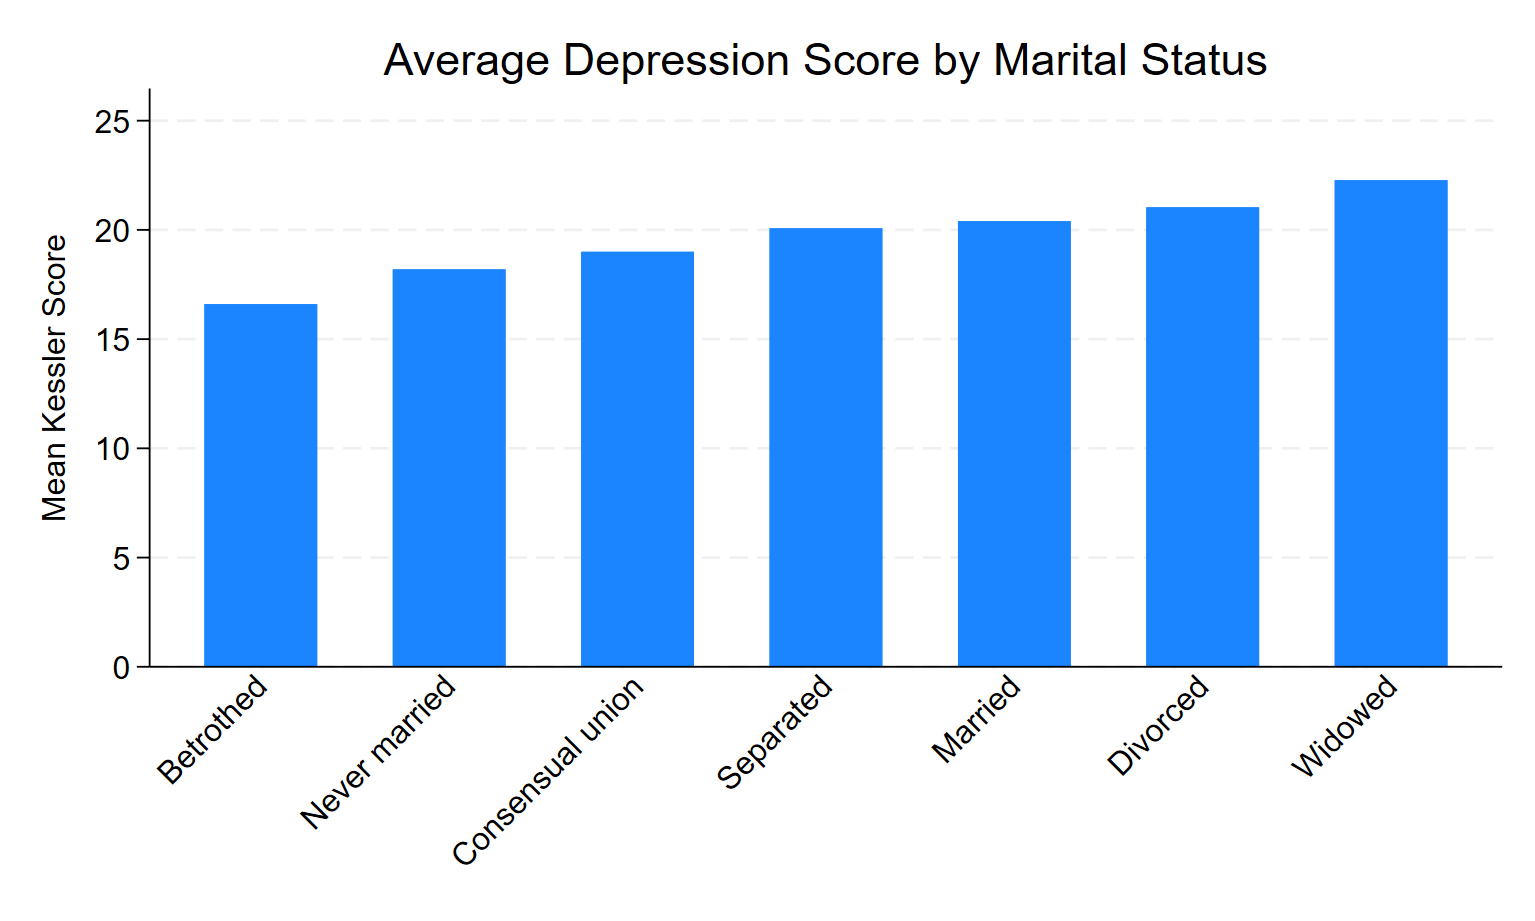 Average Depression Score by Marital Status
Mean Kessler Score
25
20
15
10
5
0
Betrothed
Never married
Consensual union
Separated
Married
Divorced
Widowed